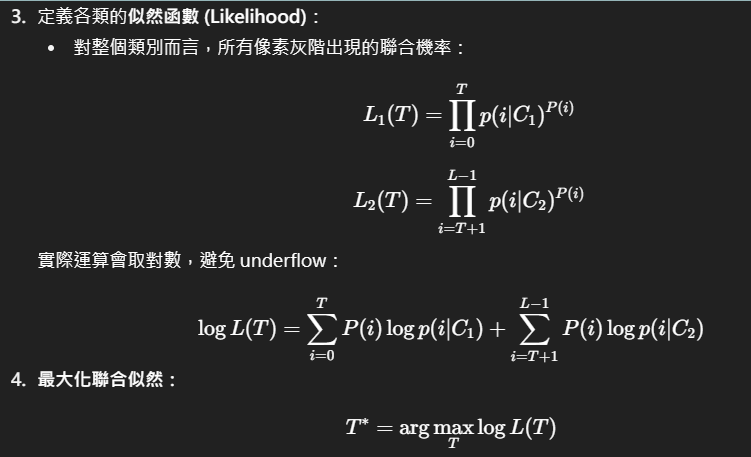 3. 定義各類的似然函數 (Likelihood)：
• 對整個類別而言，所有像素灰階出現的聯合機率：
$$L_1(T) = \prod_{i=0}^{T} p(i|C_1)^{P(i)}$$
$$L_2(T) = \prod_{i=T+1}^{L-1} p(i|C_2)^{P(i)}$$
實際運算會取對數，避免 underflow：
$$\log L(T) = \sum_{i=0}^{T} P(i) \log p(i|C_1) + \sum_{i=T+1}^{L-1} P(i) \log p(i|C_2)$$
4. 最大化聯合似然：
$$T^* = \arg\max_{T} \log L(T)$$